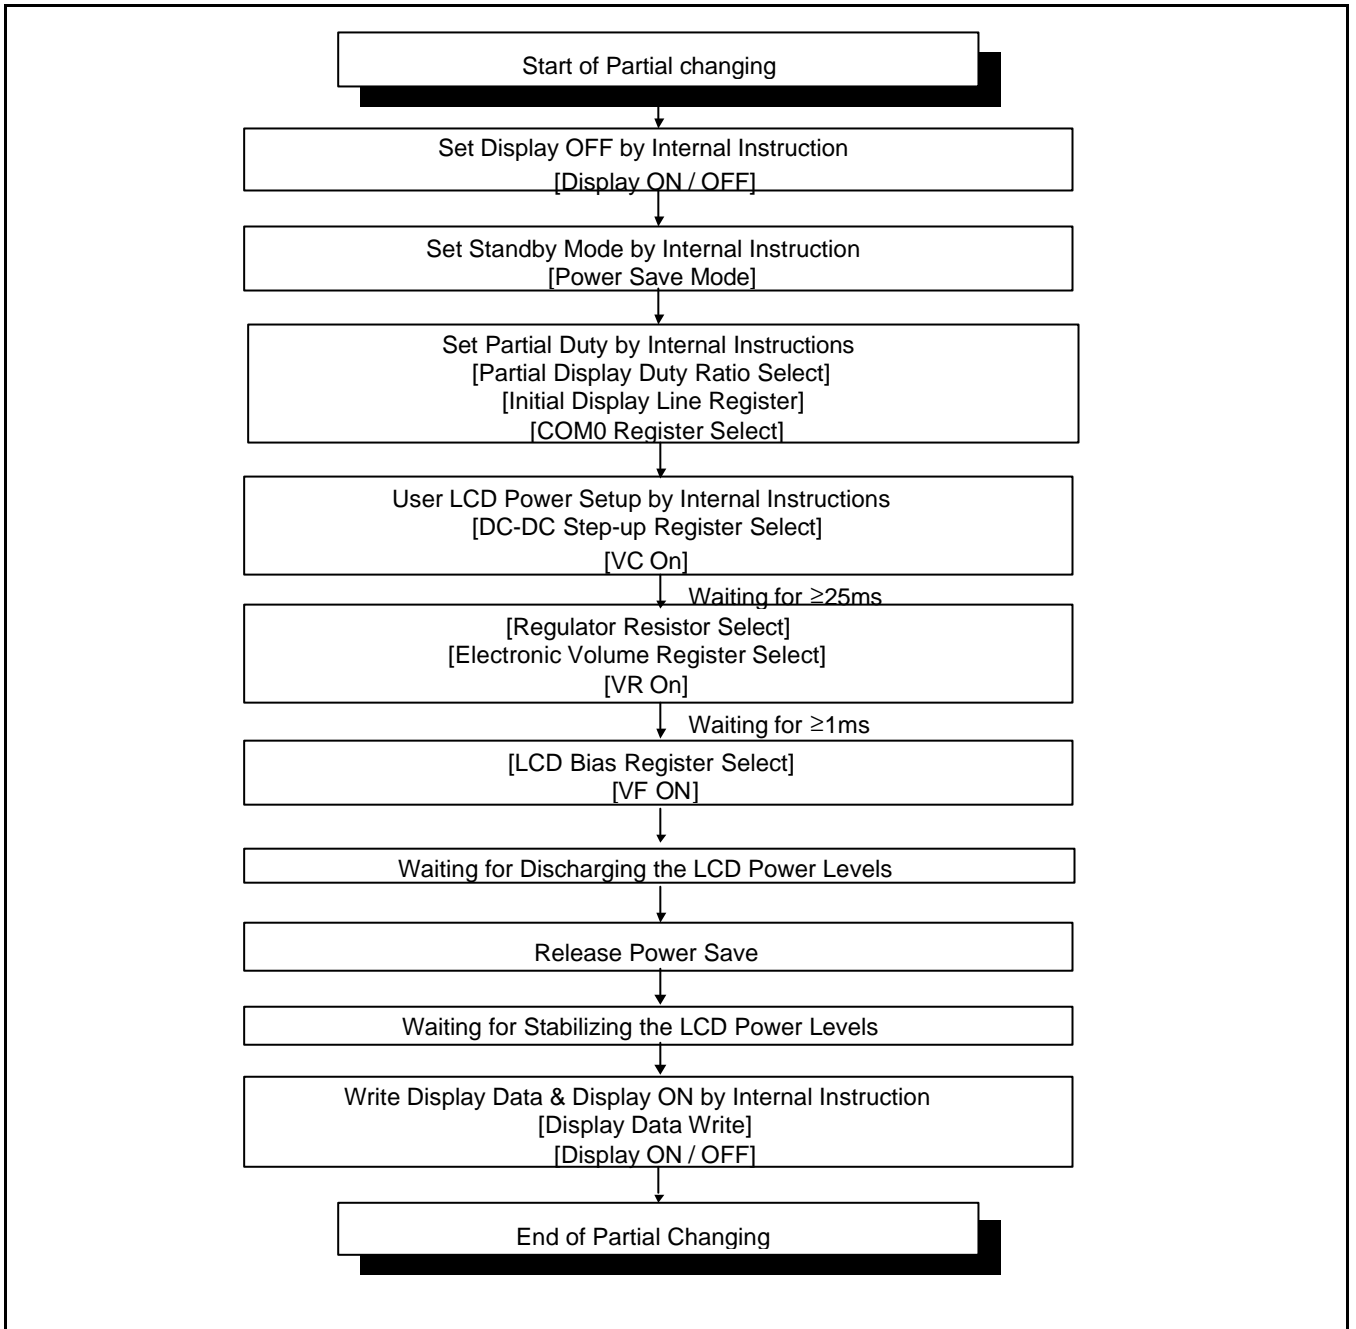 Start of Partial changing
Set Display OFF by Internal Instruction
[Display ON / OFF]
Set Standby Mode by Internal Instruction
[Power Save Mode]
Set Partial Duty by Internal Instructions
[Partial Display Duty Ratio Select]
[Initial Display Line Register]
[COM0 Register Select]
User LCD Power Setup by Internal Instructions
[DC-DC Step-up Register Select]
[VC On]
Waiting for ≥25ms
[Regulator Resistor Select]
[Electronic Volume Register Select]
[VR On]
Waiting for ≥1ms
[LCD Bias Register Select]
[VF ON]
Waiting for Discharging the LCD Power Levels
Release Power Save
Waiting for Stabilizing the LCD Power Levels
Write Display Data & Display ON by Internal Instruction
[Display Data Write]
[Display ON / OFF]
End of Partial Changing